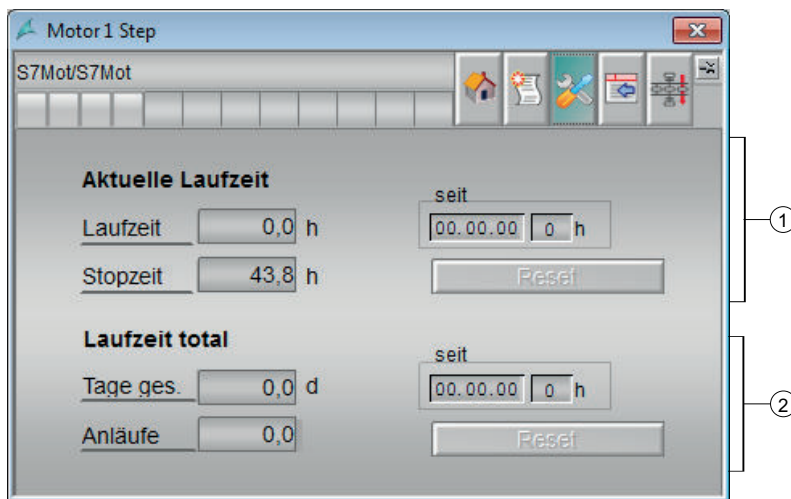 Motor 1 Step
S7Mot/S7Mot
Aktuelle Laufzeit
seit
Laufzeit 0,0 h 00.00.00 0 h
Stopzeit 43,8 h Reset
1
Laufzeit total
seit
Tage ges. 0,0 d 00.00.00 0 h
2
Anläufe 0,0 Reset